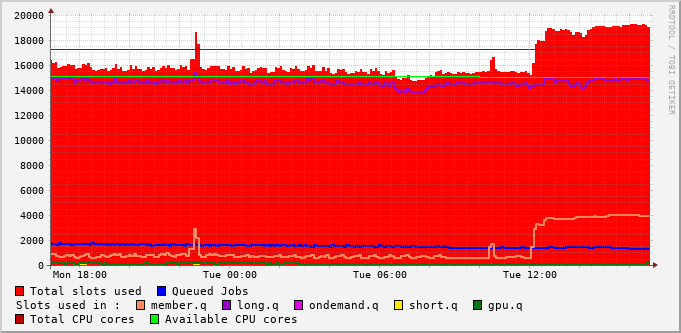 20000
18000
16000
14000
12000
10000
8000
6000
4000
2000
0
Mon 18:00 Tue 00:00 Tue 06:00 Tue 12:00
Total slots used Queued Jobs
Slots used in : member.q long.q ondemand.q short.q gpu.q
Total CPU cores Available CPU cores
RRDTOOL / TOBI OETIKER